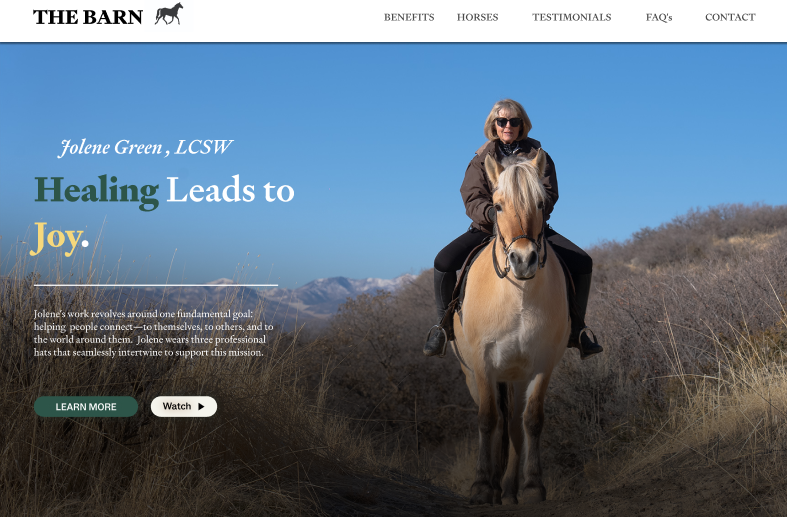 THE BARN
BENEFITS HORSES TESTIMONIALS FAQ's CONTACT
Jolene Green , LCSW
Healing Leads to
Joy.
Jolene's work revolves around one fundamental goal:
helping  people connect—to themselves, to others, and to
the world around them.  Jolene wears three professional
hats that seamlessly intertwine to support this mission.
LEARN MORE Watch